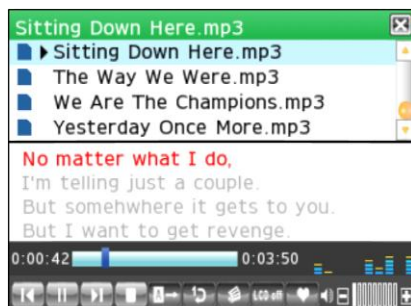 Sitting Down Here.mp3
Sitting Down Here.mp3
The Way We Were.mp3
We Are The Champions.mp3
Yesterday Once More.mp3
No matter what I do,
I'm telling just a couple.
But somehwhere it gets to you.
But I want to get revenge.
0:00:42 0:03:50
A LCD off